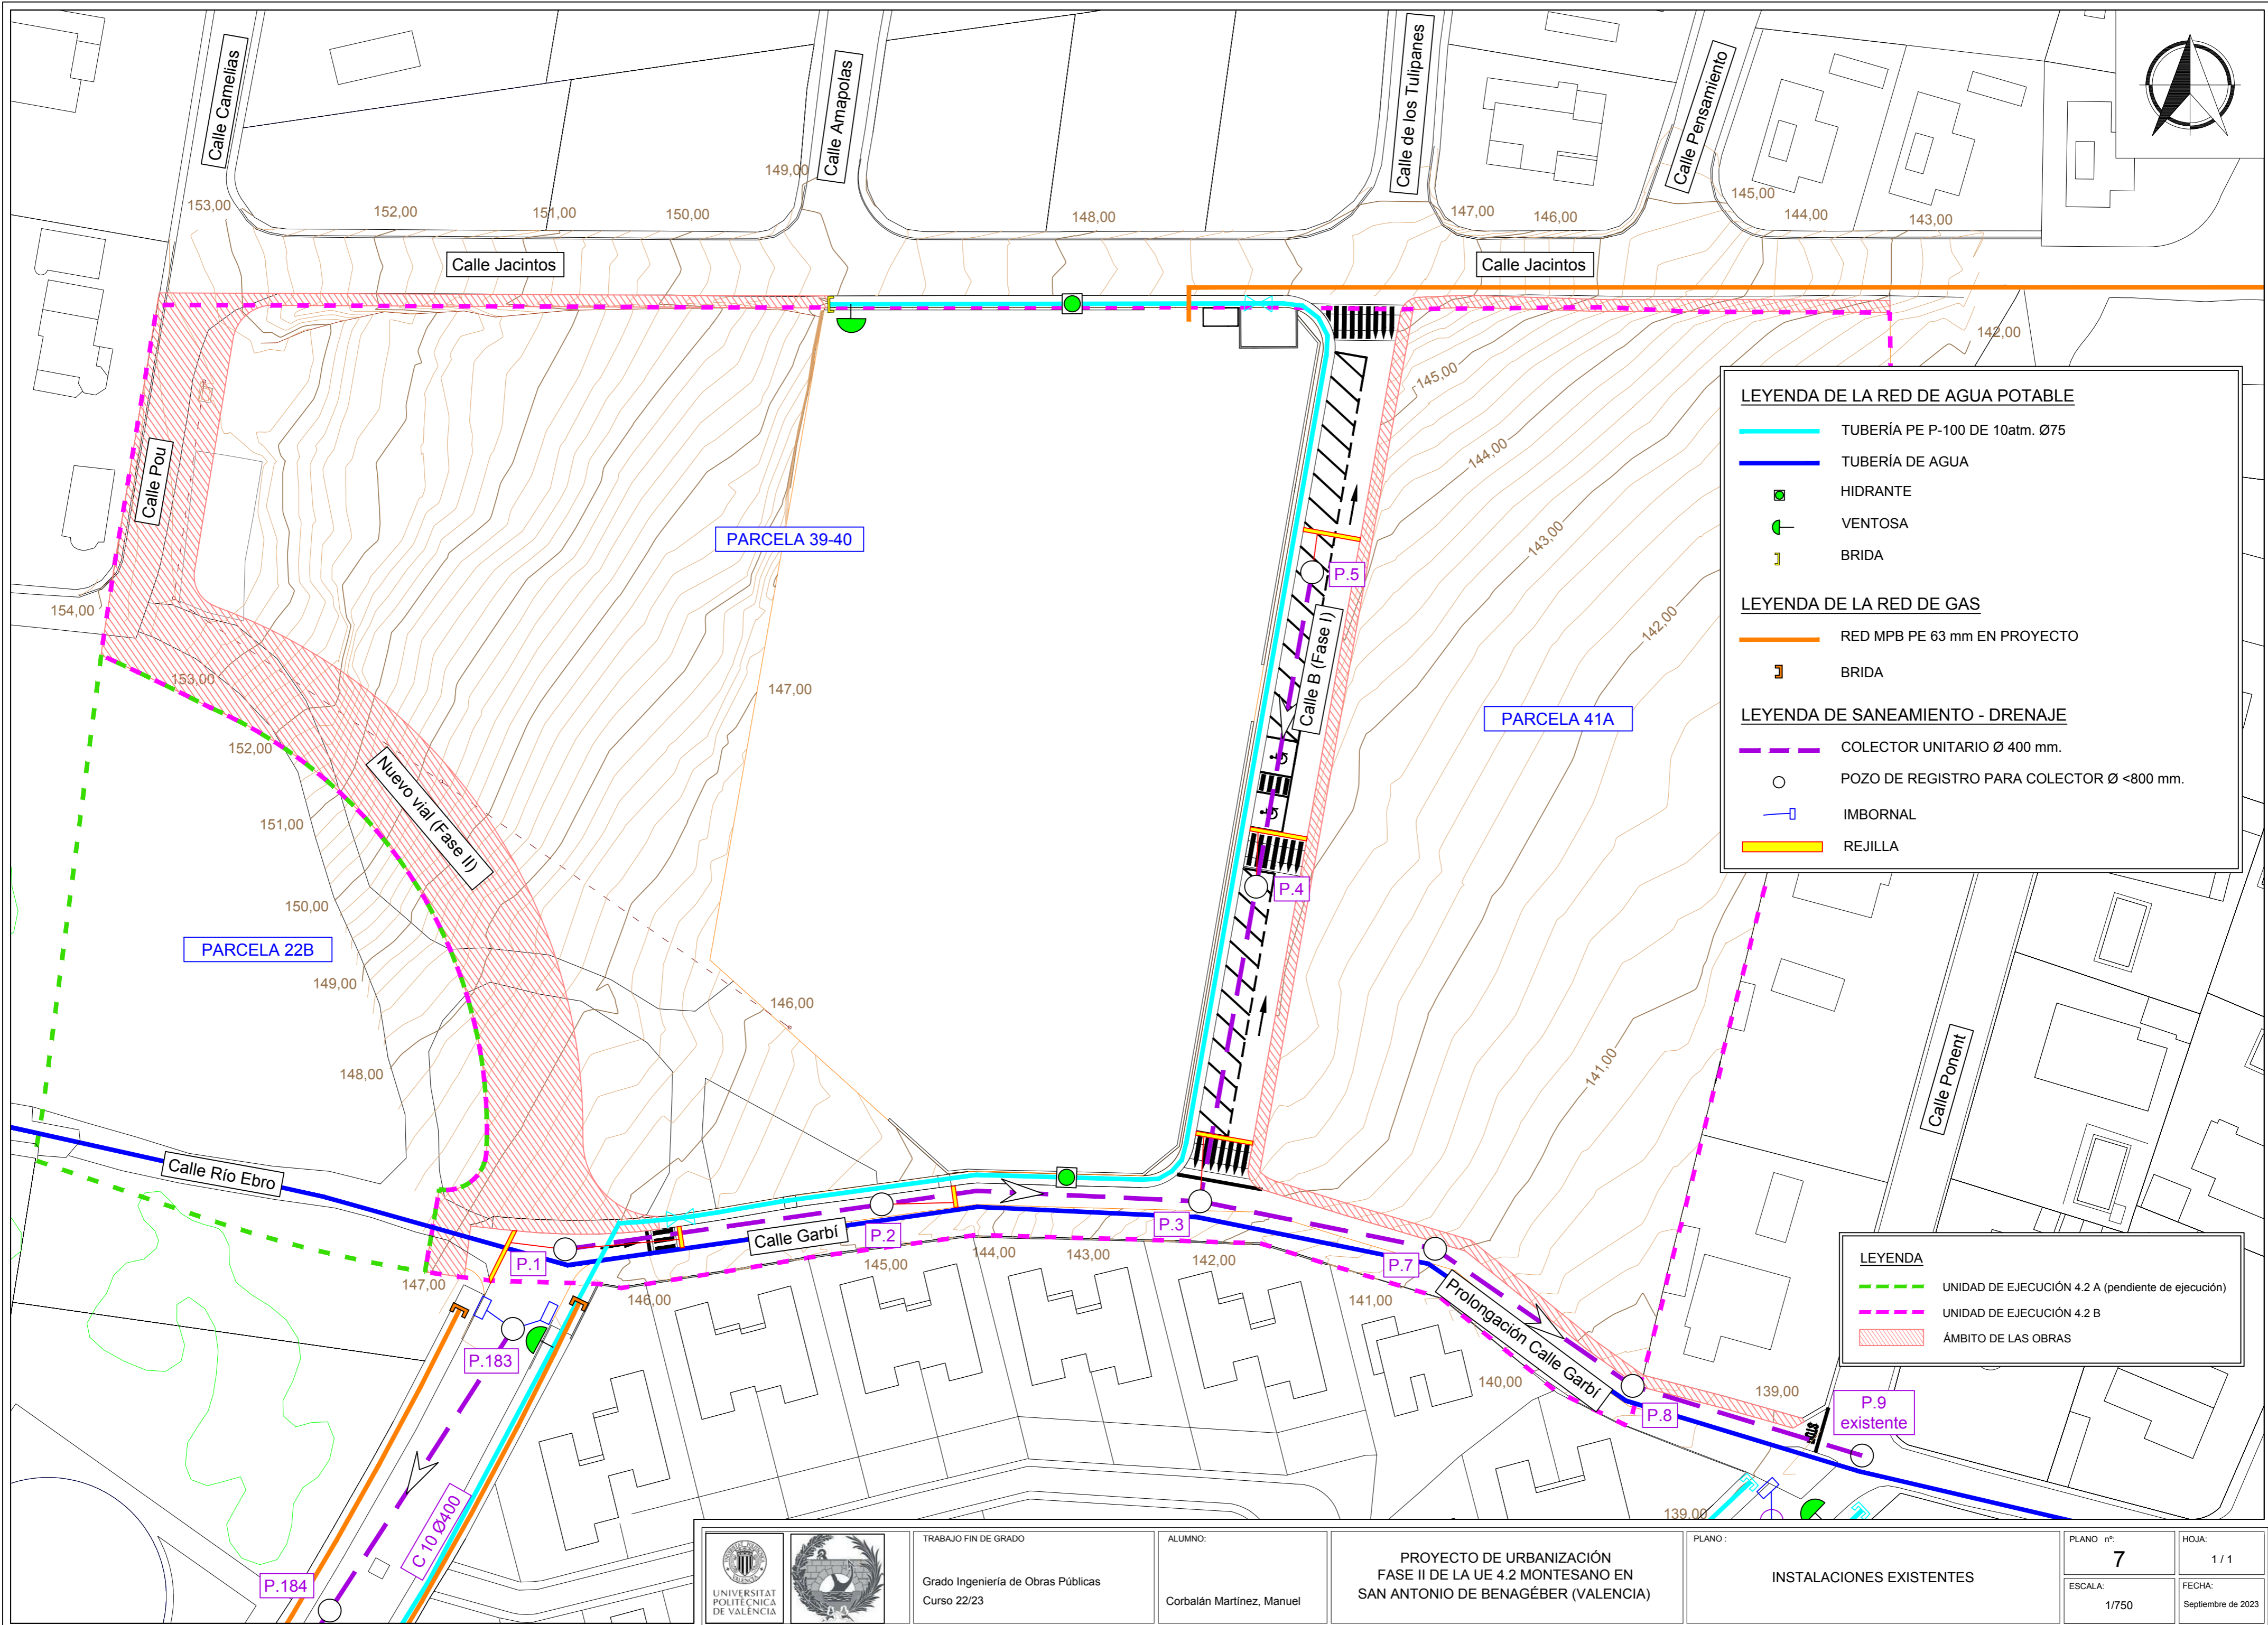 Calle Camelias
Calle Amapolas
Calle de los Tulipanes
Calle Pensamiento
149,00
153,00
152,00
151,00
150,00
148,00
147,00
146,00
145,00
144,00
143,00
Calle Jacintos
Calle Jacintos
142,00
145,00
144,00
143,00
142,00
141,00
Calle Pou
154,00
153,00
152,00
151,00
150,00
149,00
148,00
147,00
PARCELA 39-40
147,00
146,00
P.5
Calle B (Fase I)
PARCELA 41A
P.4
Nuevo vial (Fase II)
PARCELA 22B
LEYENDA DE LA RED DE AGUA POTABLE
TUBERÍA PE P-100 DE 10atm. Ø75
TUBERÍA DE AGUA
HIDRANTE
VENTOSA
BRIDA
LEYENDA DE LA RED DE GAS
RED MPB PE 63 mm EN PROYECTO
BRIDA
LEYENDA DE SANEAMIENTO - DRENAJE
COLECTOR UNITARIO Ø 400 mm.
POZO DE REGISTRO PARA COLECTOR Ø <800 mm.
IMBORNAL
REJILLA
Calle Ponent
Calle Río Ebro
P.1
Calle Garbí
P.2
P.3
P.7
146,00
145,00
144,00
143,00
142,00
141,00
140,00
139,00
139,00
Prolongación Calle Garbí
P.8
P.9
existente
STOP
P.183
C 10 Ø400
P.184
LEYENDA
UNIDAD DE EJECUCIÓN 4.2 A (pendiente de ejecución)
UNIDAD DE EJECUCIÓN 4.2 B
ÁMBITO DE LAS OBRAS
UNIVERSITAT
POLITÈCNICA
DE VALÈNCIA
TRABAJO FIN DE GRADO
Grado Ingeniería de Obras Públicas
Curso 22/23
ALUMNO:
Corbalán Martínez, Manuel
PROYECTO DE URBANIZACIÓN
FASE II DE LA UE 4.2 MONTESANO EN
SAN ANTONIO DE BENAGÉBER (VALENCIA)
PLANO :
INSTALACIONES EXISTENTES
PLANO nº:
7
HOJA:
1 / 1
ESCALA:
1/750
FECHA:
Septiembre de 2023